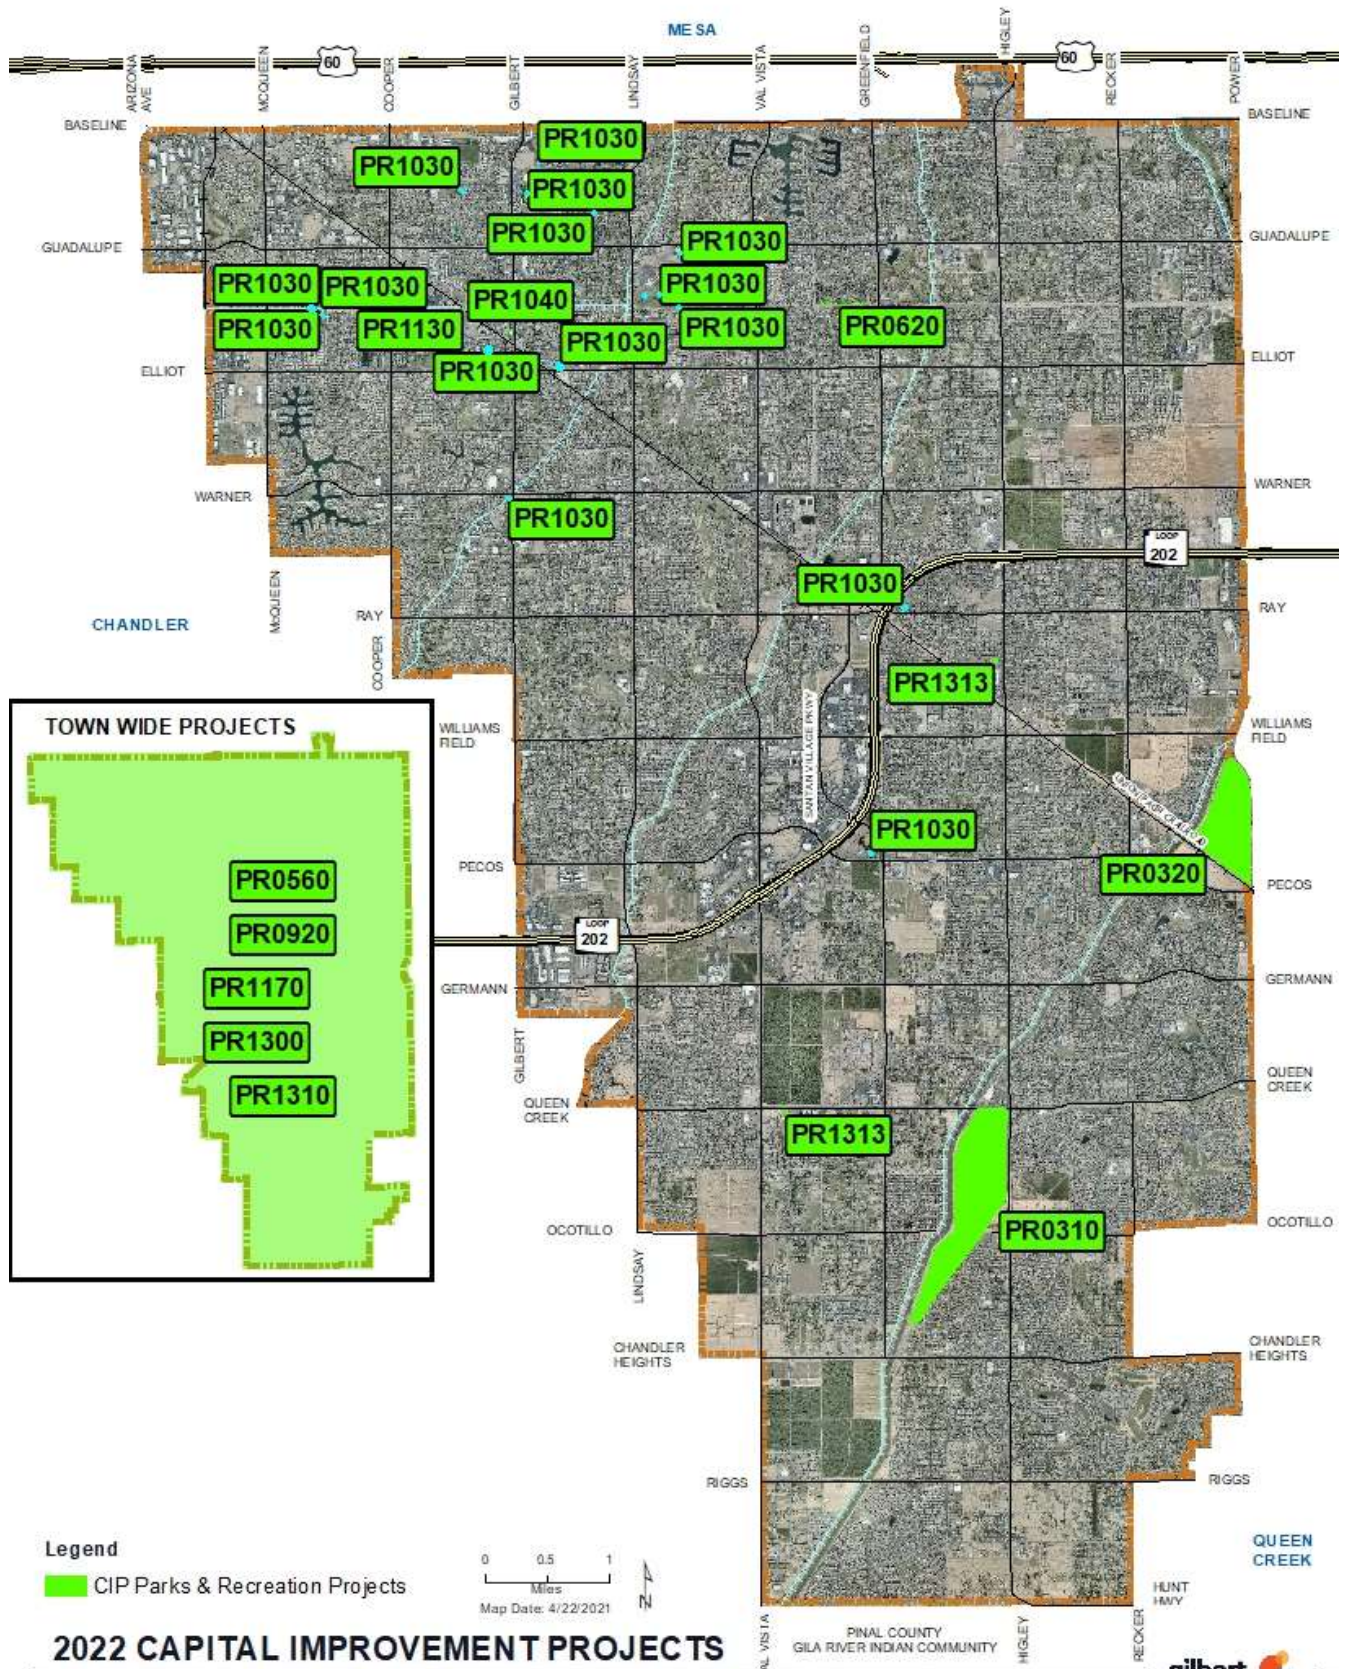 MESA
60
60
ARIZONA
AVE
MCQUEEN
COOPER
GILBERT
LINDSAY
VAL VISTA
GREENFIELD
HIGLEY
RECKER
POWER
BASELINE
BASELINE
PR1030
PR1030
PR1030
PR1030
PR1030
GUADALUPE
GUADALUPE
PR1030
PR1030
PR1040
PR1030
PR1030
PR1130
PR1030
PR1030
PR0620
PR1030
ELLIOT
ELLIOT
WARNER
WARNER
PR1030
LOOP
202
PR1030
CHANDLER
McQUEEN
RAY
RAY
COOPER
PR1313
SANTAN VILLAGE PKWY
WILLIAMS
FIELD
WILLIAMS
FIELD
PR1030
PR0320
PECOS
PECOS
LOOP
202
GERMANN
GERMANN
GILBERT
QUEEN
CREEK
QUEEN
CREEK
PR1313
PR0310
OCOTILLO
OCOTILLO
LINDSAY
CHANDLER
HEIGHTS
CHANDLER
HEIGHTS
RIGGS
RIGGS
QUEEN
CREEK
HUNT
HWY
TOWN WIDE PROJECTS
PR0560
PR0920
PR1170
PR1300
PR1310
Legend
CIP Parks & Recreation Projects
0 0.5 1
Miles
Map Date: 4/22/2021
N
AL VISTA
PINAL COUNTY
GILA RIVER INDIAN COMMUNITY
HIGLEY
RECKER
2022 CAPITAL IMPROVEMENT PROJECTS
gilbert